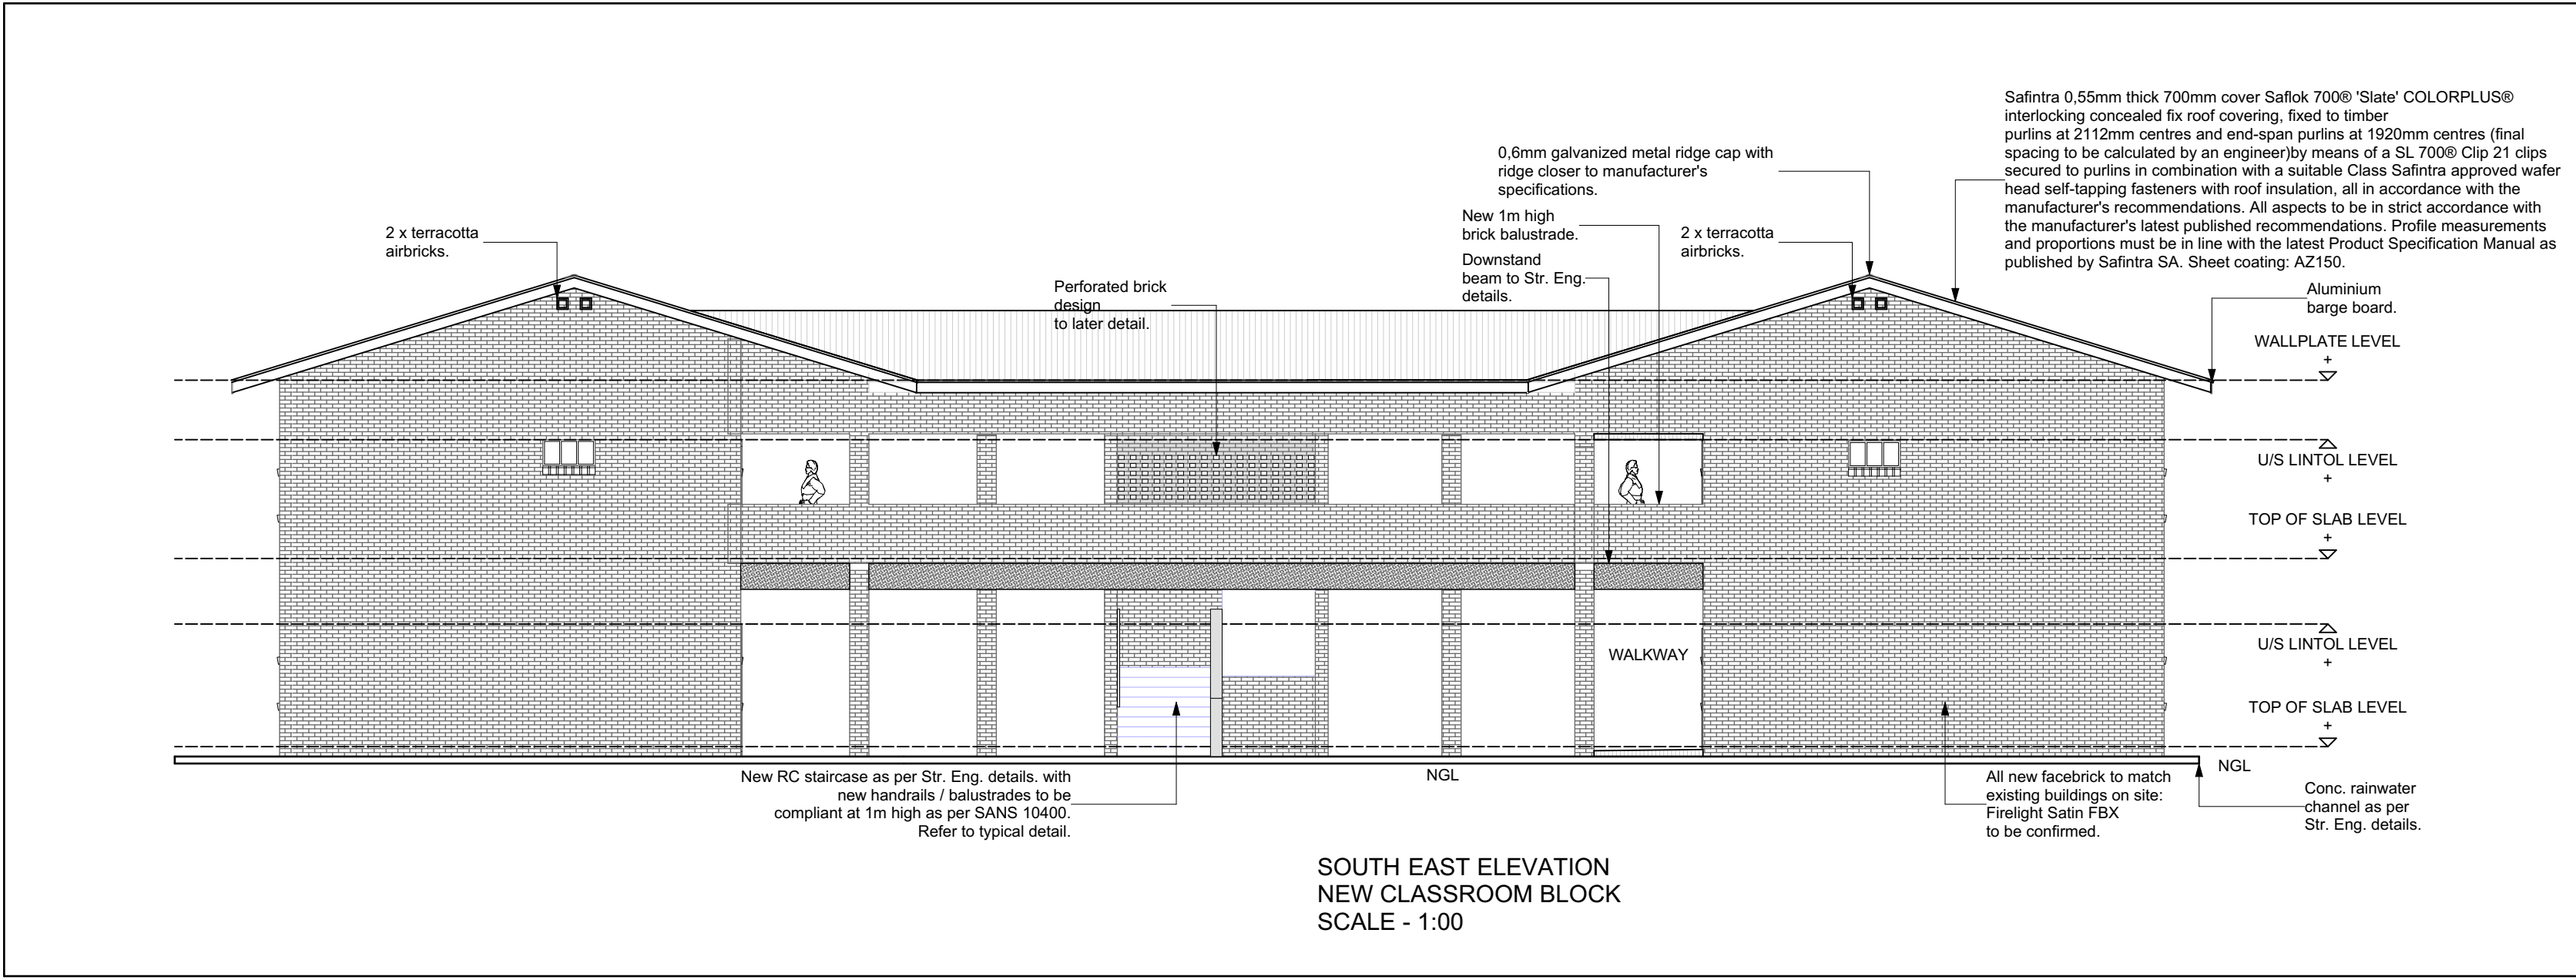 Safintra 0,55mm thick 700mm cover Saflok 700® 'Slate' COLORPLUS®
interlocking concealed fix roof covering, fixed to timber
purlins at 2112mm centres and end-span purlins at 1920mm centres (final
spacing to be calculated by an engineer)by means of a SL 700® Clip 21 clips
secured to purlins in combination with a suitable Class Safintra approved wafer
head self-tapping fasteners with roof insulation, all in accordance with the
manufacturer's recommendations. All aspects to be in strict accordance with
the manufacturer's latest published recommendations. Profile measurements
and proportions must be in line with the latest Product Specification Manual as
published by Safintra SA. Sheet coating: AZ150.
0,6mm galvanized metal ridge cap with
ridge closer to manufacturer's
specifications.
New 1m high
brick balustrade.
2 x terracotta
airbricks.
2 x terracotta
airbricks.
Downstand
beam to Str. Eng.
details.
Perforated brick
design
to later detail.
Aluminium
barge board.
WALLPLATE LEVEL
+
U/S LINTOL LEVEL
+
TOP OF SLAB LEVEL
+
U/S LINTOL LEVEL
+
WALKWAY
TOP OF SLAB LEVEL
+
NGL
NGL
New RC staircase as per Str. Eng. details. with
new handrails / balustrades to be
compliant at 1m high as per SANS 10400.
Refer to typical detail.
All new facebrick to match
existing buildings on site:
Firelight Satin FBX
to be confirmed.
Conc. rainwater
channel as per
Str. Eng. details.
SOUTH EAST ELEVATION
NEW CLASSROOM BLOCK
SCALE - 1:00